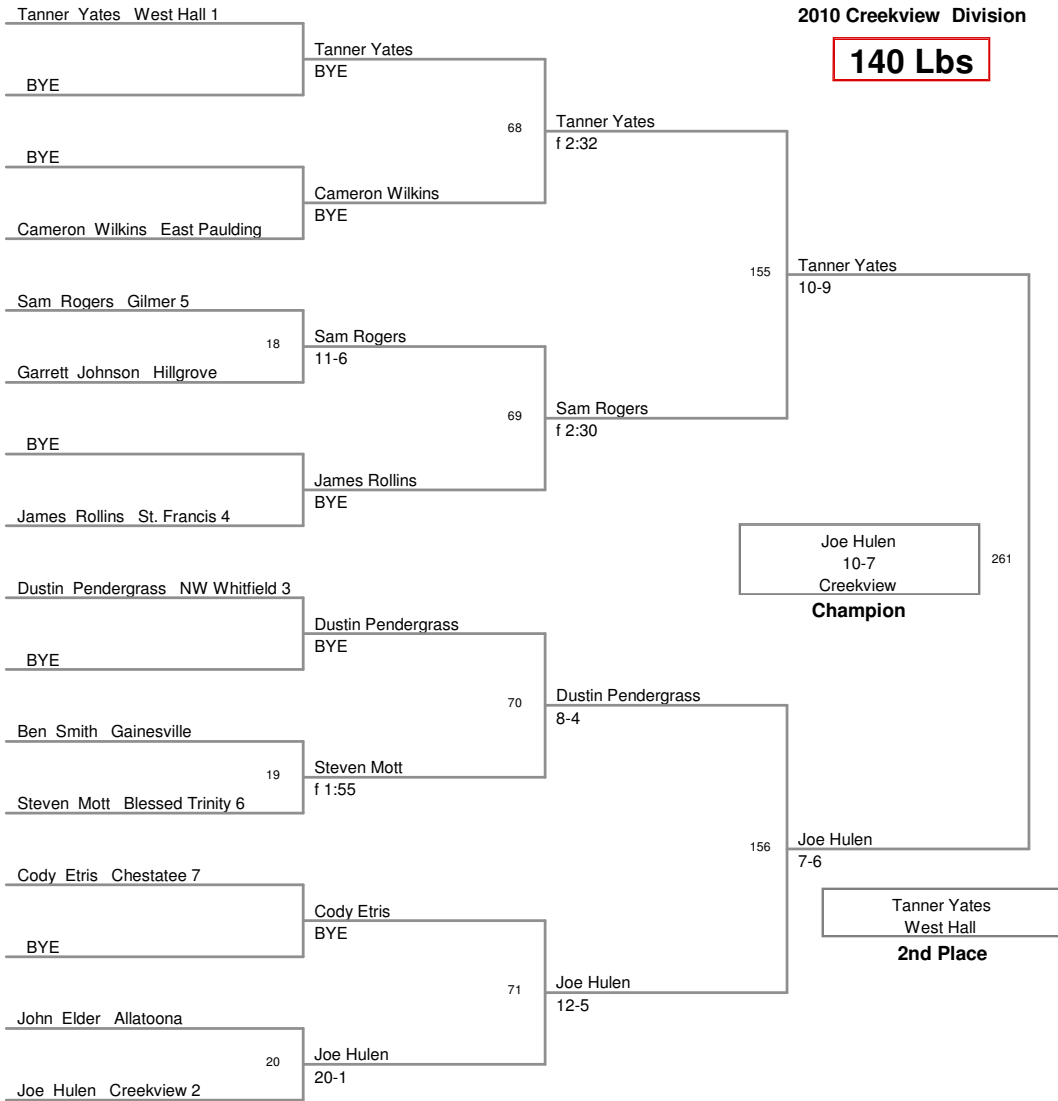 2010 Creekview Division
140 Lbs
Tanner Yates West Hall 1
BYE
Tanner Yates
BYE
68
Tanner Yates
f 2:32
BYE
Cameron Wilkins East Paulding
Cameron Wilkins
BYE
155
Tanner Yates
10-9
Sam Rogers Gilmer 5
18
Garrett Johnson Hillgrove
Sam Rogers
11-6
69
Sam Rogers
f 2:30
BYE
James Rollins St. Francis 4
James Rollins
BYE
Joe Hulen
10-7
Creekview
Champion
261
Dustin Pendergrass NW Whitfield 3
BYE
Dustin Pendergrass
BYE
70
Dustin Pendergrass
8-4
Ben Smith Gainesville
19
Steven Mott Blessed Trinity 6
Steven Mott
f 1:55
156
Joe Hulen
7-6
Cody Etris Chestatee 7
BYE
Cody Etris
BYE
71
Joe Hulen
12-5
Tanner Yates
West Hall
2nd Place
John Elder Allatoona
20
Joe Hulen Creekview 2
Joe Hulen
20-1